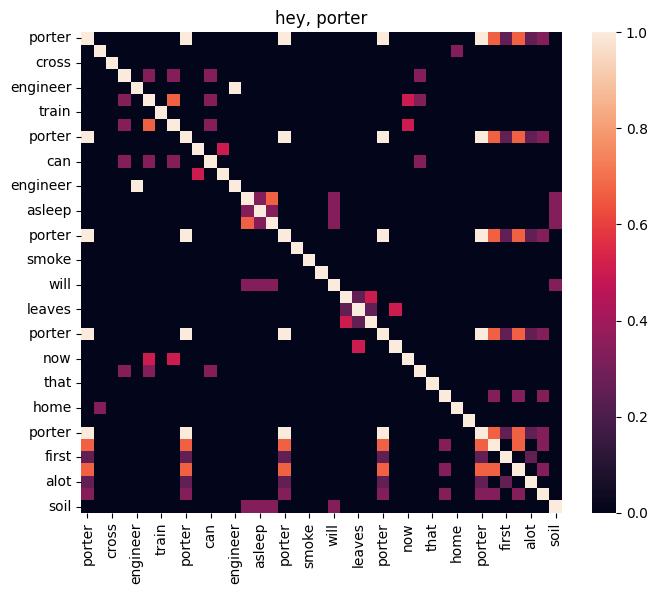 hey, porter
porter
cross
engineer
train
porter
can
engineer
asleep
porter
smoke
will
leaves
porter
now
that
home
porter
first
alot
soil
1.0
0.8
0.6
0.4
0.2
0.0
porter
cross
engineer
train
porter
can
engineer
asleep
porter
smoke
will
leaves
porter
now
that
home
porter
first
alot
soil